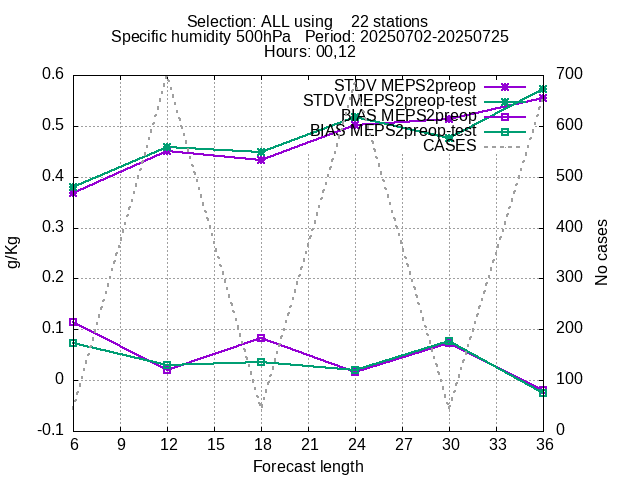 Selection: ALL using    22 stations
Specific humidity 500hPa   Period: 20250702-20250725
Hours: 00,12
STDV MEPS2preop
STDV MEPS2preop-test
BIAS MEPS2preop
BIAS MEPS2preop-test
CASES
0.6
0.5
0.4
0.3
0.2
0.1
0
-0.1
g/Kg
700
600
500
400
300
200
100
0
No cases
6 9 12 15 18 21 24 27 30 33 36
Forecast length